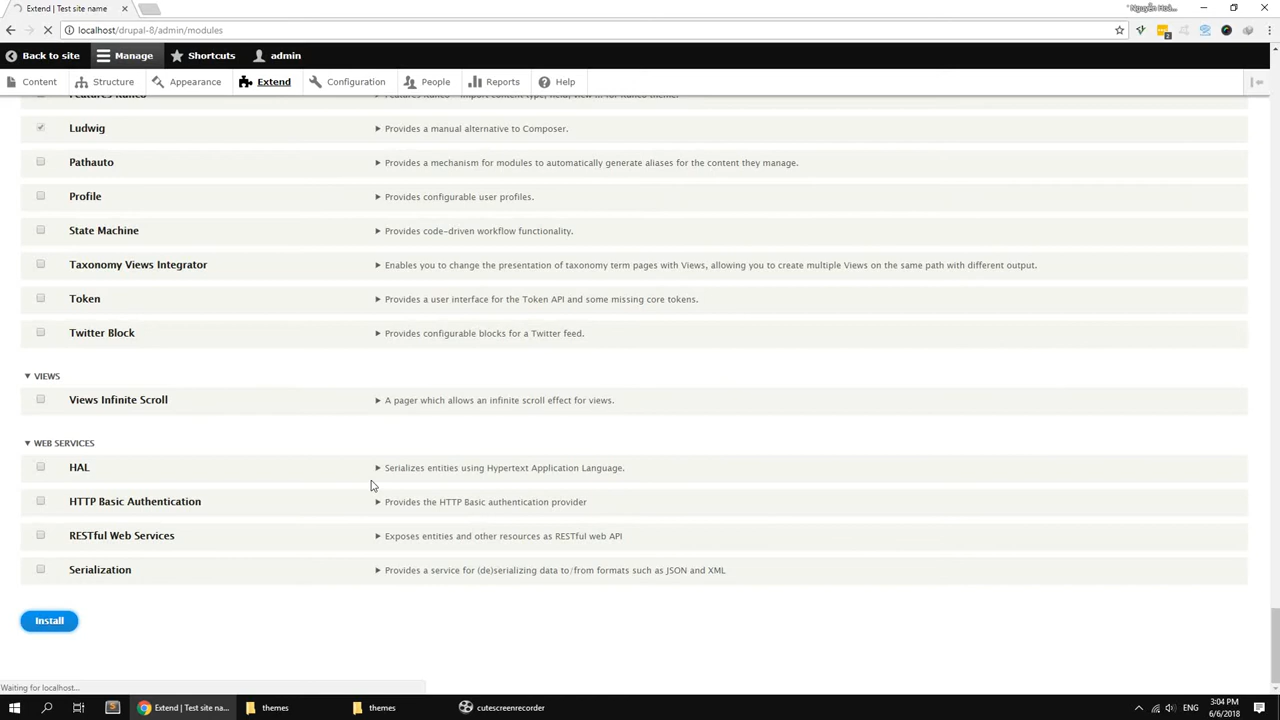 Extend | Test site name
localhost/drupal-8/admin/modules
Back to site Manage Shortcuts admin
Content Structure Appearance Extend Configuration People Reports Help
Ludwig Provides a manual alternative to Composer.
Pathauto Provides a mechanism for modules to automatically generate aliases for the content they manage.
Profile Provides configurable user profiles.
State Machine Provides code-driven workflow functionality.
Taxonomy Views Integrator Enables you to change the presentation of taxonomy term pages with Views, allowing you to create multiple Views on the same path with different output.
Token Provides a user interface for the Token API and some missing core tokens.
Twitter Block Provides configurable blocks for a Twitter feed.
VIEWS
Views Infinite Scroll A pager which allows an infinite scroll effect for views.
WEB SERVICES
HAL Serializes entities using Hypertext Application Language.
HTTP Basic Authentication Provides the HTTP Basic authentication provider
RESTful Web Services Exposes entities and other resources as RESTful web API
Serialization Provides a service for (de)serializing data to/from formats such as JSON and XML
Install
Waiting for localhost...
Extend | Test site na... themes themes cutescreenrecorder ENG 3:04 PM
6/6/2018